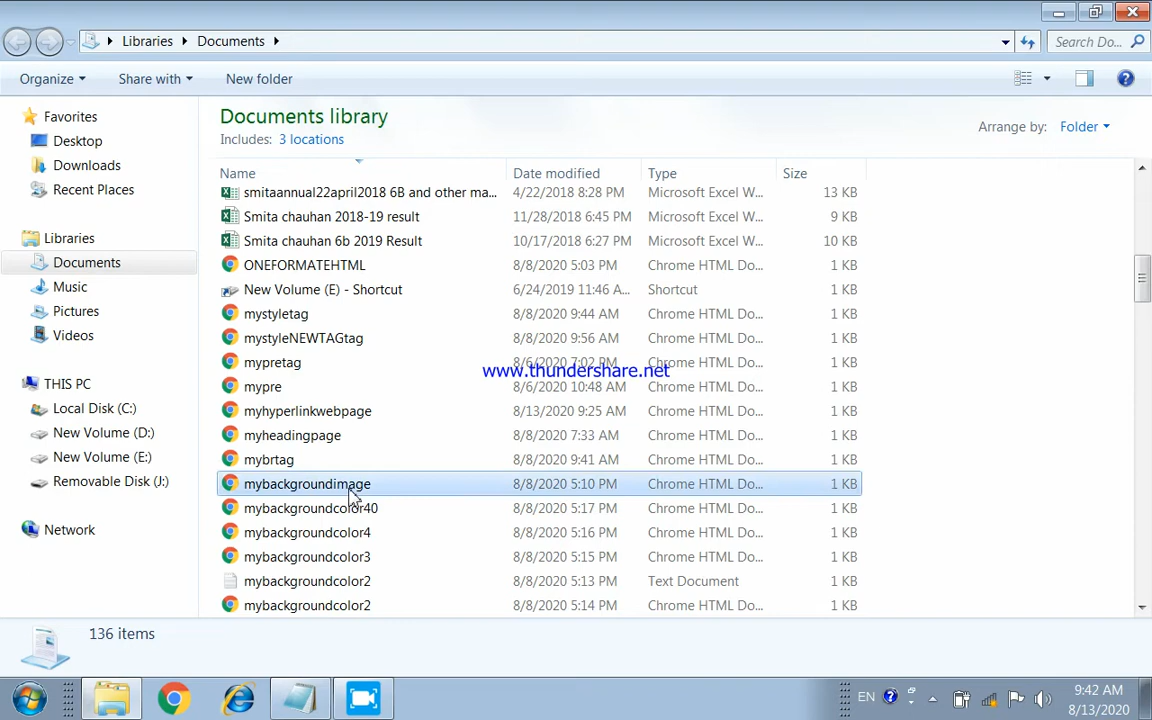 Libraries Documents
Search Do...
Organize Share with New folder
Favorites
Desktop
Downloads
Recent Places
Libraries
Documents
Music
Pictures
Videos
THIS PC
Local Disk (C:)
New Volume (D:)
New Volume (E:)
Removable Disk (J:)
Network
Documents library
Includes: 3 locations
Arrange by: Folder
Name Date modified Type Size
smitaannual22april2018 6B and other ma... 4/22/2018 8:28 PM Microsoft Excel W... 13 KB
Smita chauhan 2018-19 result 11/28/2018 6:45 PM Microsoft Excel W... 9 KB
Smita chauhan 6b 2019 Result 10/17/2018 6:27 PM Microsoft Excel W... 10 KB
ONEFORMATEHTML 8/8/2020 5:03 PM Chrome HTML Do... 1 KB
New Volume (E) - Shortcut 6/24/2019 11:46 A... Shortcut 1 KB
mystyletag 8/8/2020 9:44 AM Chrome HTML Do... 1 KB
mystyleNEWTAGtag 8/8/2020 9:56 AM Chrome HTML Do... 1 KB
mypretag 8/6/2020 7:02 PM Chrome HTML Do... 1 KB
www.thundershare.net
mypre 8/6/2020 10:48 AM Chrome HTML Do... 1 KB
myhyperlinkwebpage 8/13/2020 9:25 AM Chrome HTML Do... 1 KB
myheadingpage 8/8/2020 7:33 AM Chrome HTML Do... 1 KB
mybrtag 8/8/2020 9:41 AM Chrome HTML Do... 1 KB
mybackgroundimage 8/8/2020 5:10 PM Chrome HTML Do... 1 KB
mybackgroundcolor40 8/8/2020 5:17 PM Chrome HTML Do... 1 KB
mybackgroundcolor4 8/8/2020 5:16 PM Chrome HTML Do... 1 KB
mybackgroundcolor3 8/8/2020 5:15 PM Chrome HTML Do... 1 KB
mybackgroundcolor2 8/8/2020 5:13 PM Text Document 1 KB
mybackgroundcolor2 8/8/2020 5:14 PM Chrome HTML Do... 1 KB
136 items
EN
9:42 AM
8/13/2020